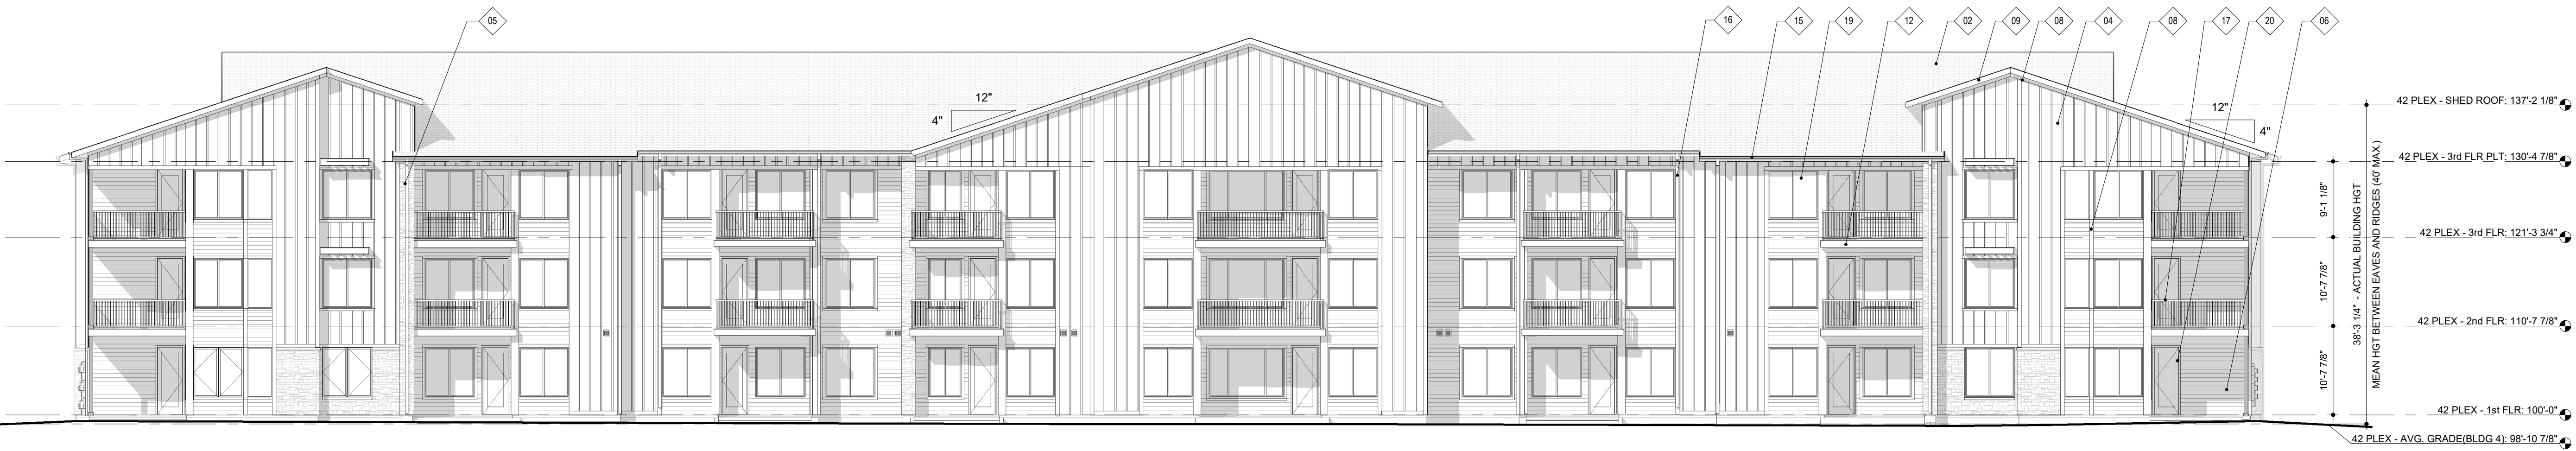 05
16
15
19
12
02
09
08
04
08
17
20
06
12"
4"
12"
4"
42 PLEX - SHED ROOF: 137'-2 1/8"
42 PLEX - 3rd FLR PLT: 130'-4 7/8"
9'-1 1/8"
42 PLEX - 3rd FLR: 121'-3 3/4"
10'-7 7/8"
42 PLEX - 2nd FLR: 110'-7 7/8"
10'-7 7/8"
42 PLEX - 1st FLR: 100'-0"
42 PLEX - AVG. GRADE(BLDG 4): 98'-10 7/8"
38'-3 1/4" - ACTUAL BUILDING HGT
MEAN HGT BETWEEN EAVES AND RIDGES (40' MAX.)